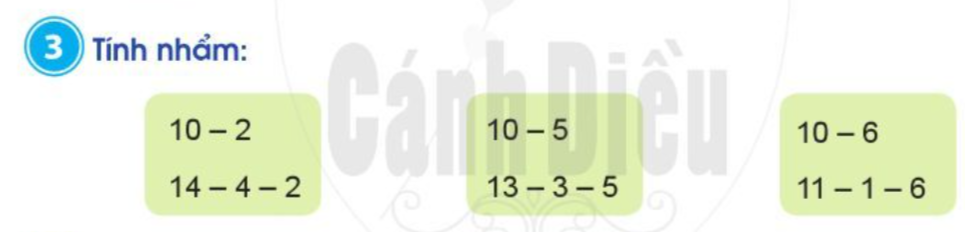 3 Tính nhẩm:
Cánh Diều
10 – 2
10 – 5
10 – 6
14 – 4 – 2
13 – 3 – 5
11 – 1 – 6